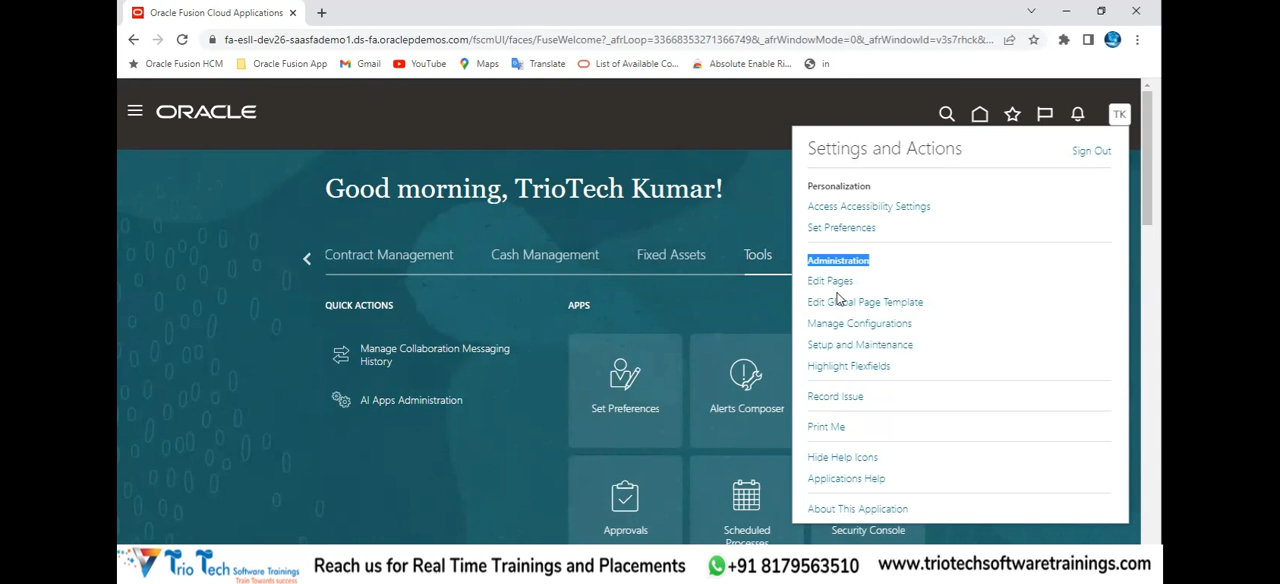 Oracle Fusion Cloud Applications
fa-esll-dev26-saasfademo1.ds-fa.oraclepdemos.com/fscmUI/faces/FuseWelcome?_afrLoop=33668353271366749&_afrWindowMode=0&_afrWindowId=v3s7rhck&...
Oracle Fusion HCM
Oracle Fusion App
Gmail
YouTube
Maps
Translate
List of Available Co...
Absolute Enable Ri...
in
ORACLE
TK
Good morning, TrioTech Kumar!
Contract Management
Cash Management
Fixed Assets
Tools
QUICK ACTIONS
Manage Collaboration Messaging
History
AI Apps Administration
APPS
Set Preferences
Alerts Composer
Approvals
Scheduled
Processes
Security Console
Settings and Actions
Sign Out
Personalization
Access Accessibility Settings
Set Preferences
Administration
Edit Pages
Edit Global Page Template
Manage Configurations
Setup and Maintenance
Highlight Flexfields
Record Issue
Print Me
Hide Help Icons
Applications Help
About This Application
Trio Tech Software Trainings
Train Towards success
Reach us for Real Time Trainings and Placements
+91 8179563510
www.triotechsoftwaretrainings.com